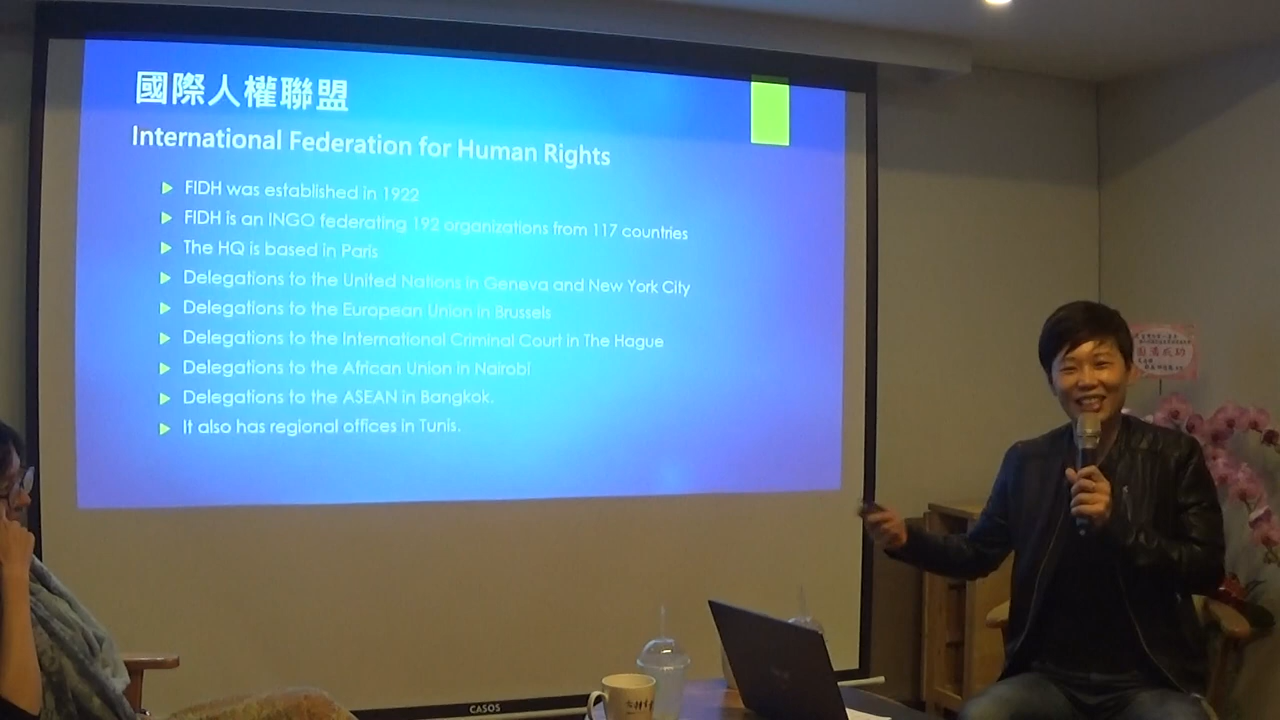 國際人權聯盟
International Federation for Human Rights
FIDH was established in 1922
FIDH is an INGO federating 192 organizations from 117 countries
The HQ is based in Paris
Delegations to the United Nations in Geneva and New York City
Delegations to the European Union in Brussels
Delegations to the International Criminal Court in The Hague
Delegations to the African Union in Nairobi
Delegations to the ASEAN in Bangkok.
It also has regional offices in Tunis.
圓滿成功
CASOS